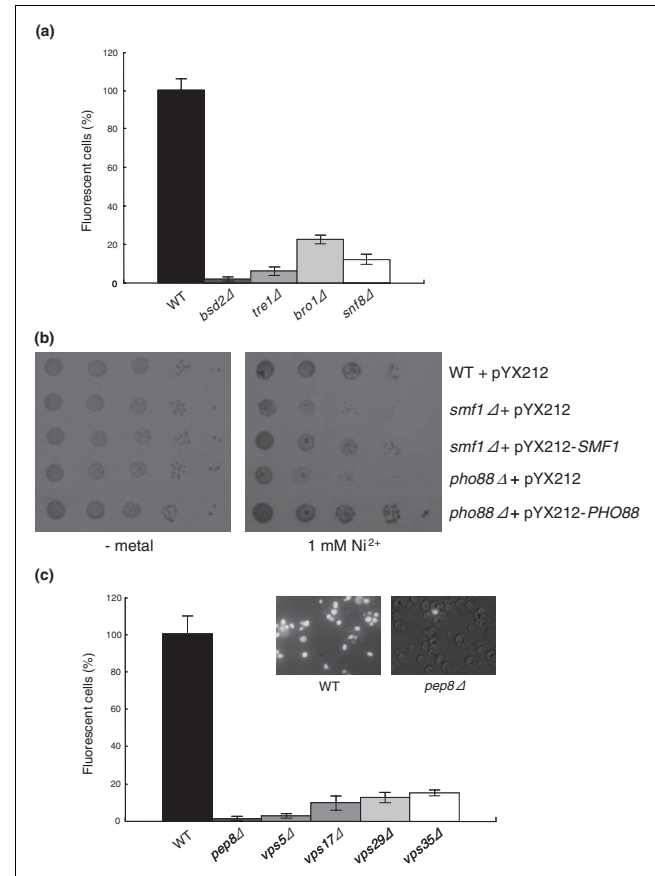 (a)
Fluorescent cells (%)
120
100
80
60
40
20
0
WT
bsd2Δ
tre1Δ
bro1Δ
snf8Δ
(b)
WT + pYX212
smf1Δ + pYX212
smf1Δ + pYX212-SMF1
pho88Δ + pYX212
pho88Δ + pYX212-PHO88
- metal
1 mM Ni²⁺
(c)
Fluorescent cells (%)
120
100
80
60
40
20
0
WT
pep8Δ
WT
pep8Δ
vps5Δ
vps17Δ
vps29Δ
vps35Δ